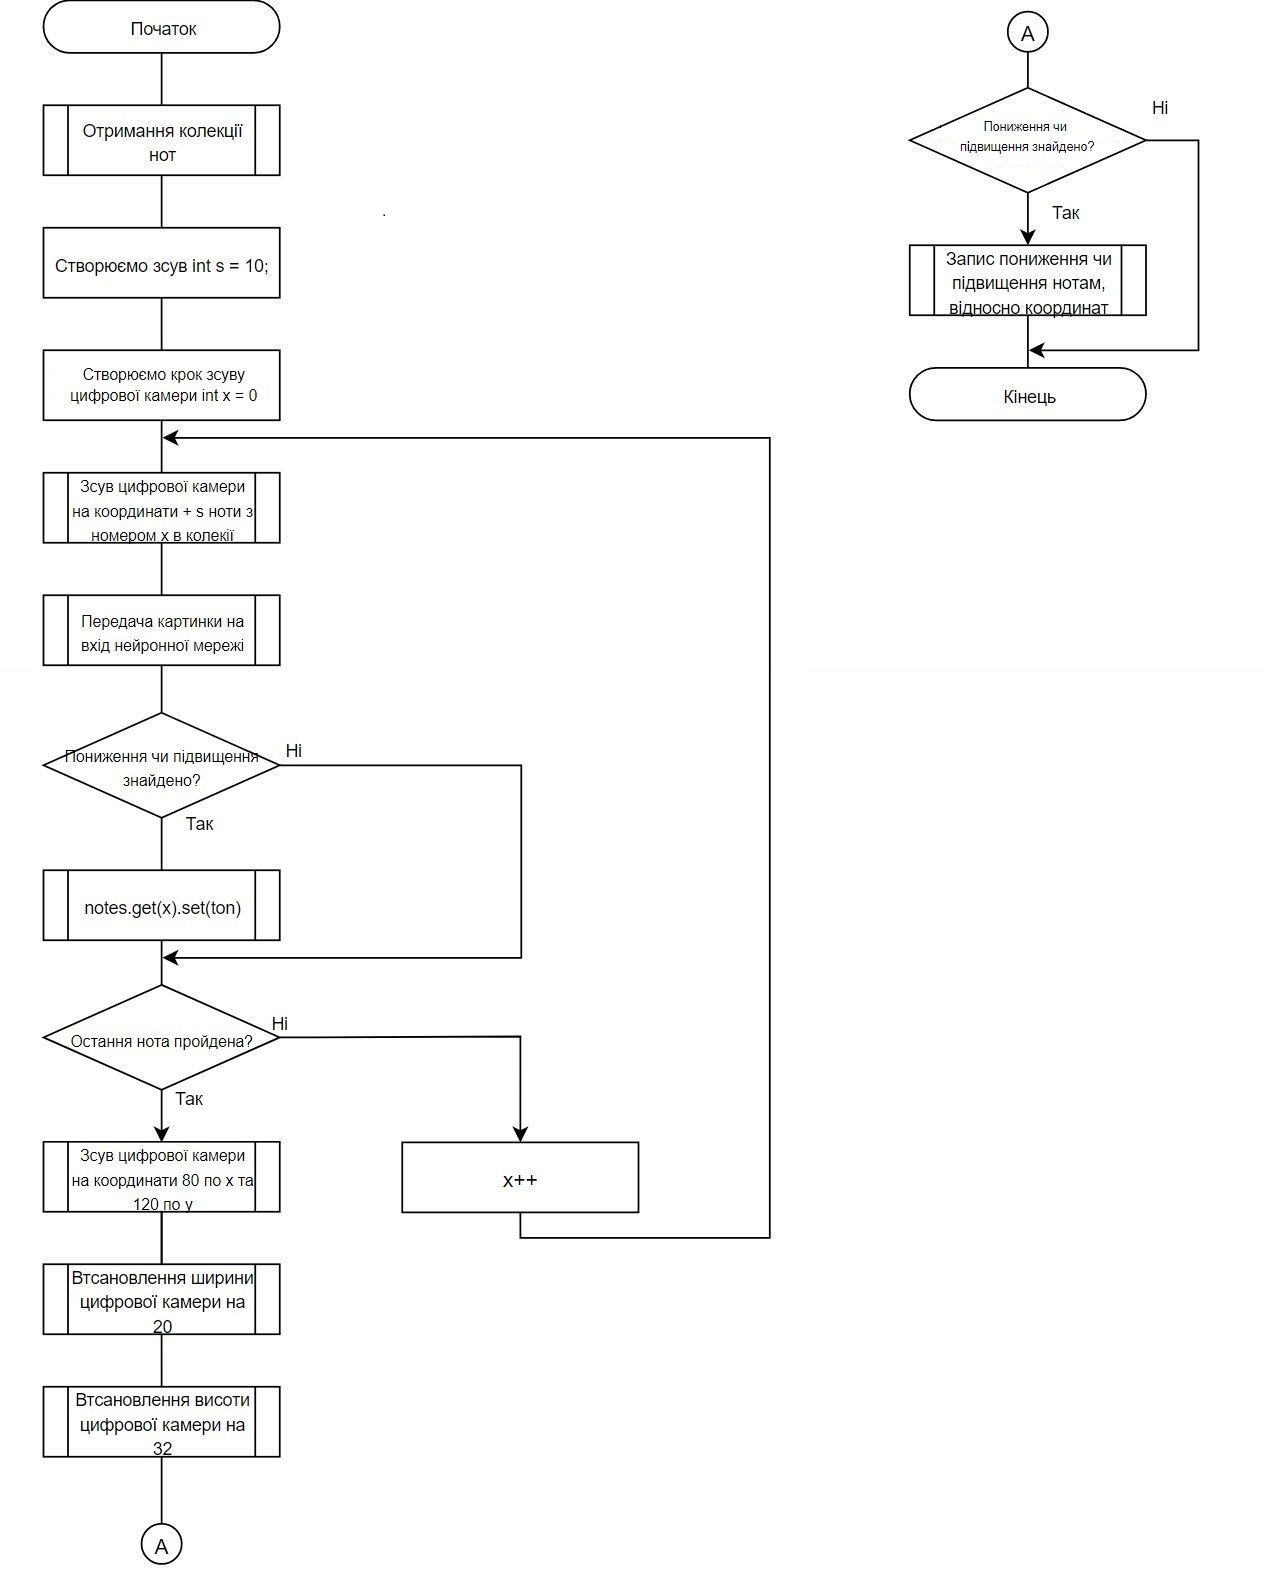 Початок
Отримання колекції
нот
Створюємо зсув int s = 10;
Створюємо крок зсуву
цифрової камери int x = 0
Зсув цифрової камери
на координати + s ноти з
номером x в колекії
Передача картинки на
вхід нейронної мережі
Пониження чи підвищення
знайдено?
Ні
Так
notes.get(x).set(ton)
Остання нота пройдена?
Ні
Так
x++
Зсув цифрової камери
на координати 80 по x та
120 по y
Втсановлення ширини
цифрової камери на
20
Втсановлення висоти
цифрової камери на
32
A
A
Пониження чи
підвищення знайдено?
Ні
Так
Запис пониження чи
підвищення нотам,
відносно координат
Кінець